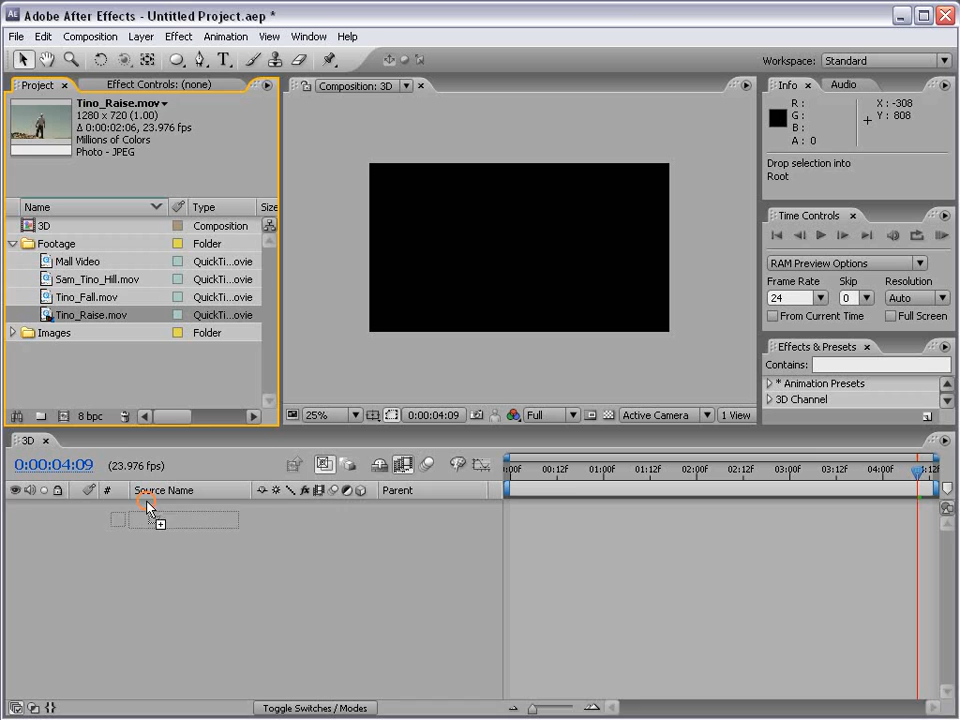 Adobe After Effects - Untitled Project.aep *
File Edit Composition Layer Effect Animation View Window Help
Workspace: Standard
Project × Effect Controls: (none)
Composition: 3D
Info × Audio
Tino_Raise.mov
1280 x 720 (1.00)
Δ 0:00:02:06, 23.976 fps
Millions of Colors
Photo - JPEG
R :
G :
B :
A : 0
X : -308
Y : 808
Drop selection into
Root
Name Type Size
3D Composition
Footage Folder
Mall Video QuickTi...ovie
Sam_Tino_Hill.mov QuickTi...ovie
Tino_Fall.mov QuickTi...ovie
Tino_Raise.mov QuickTi...ovie
Images Folder
Time Controls ×
RAM Preview Options
Frame Rate Skip Resolution
24 0 Auto
From Current Time Full Screen
Effects & Presets ×
Contains:
* Animation Presets
3D Channel
8 bpc
25% 0:00:04:09 Full Active Camera 1 View
3D ×
0:00:04:09 (23.976 fps)
:00f 00:12f 01:00f 01:12f 02:00f 02:12f 03:00f 03:12f 04:00f 12f
# Source Name Parent
Toggle Switches / Modes